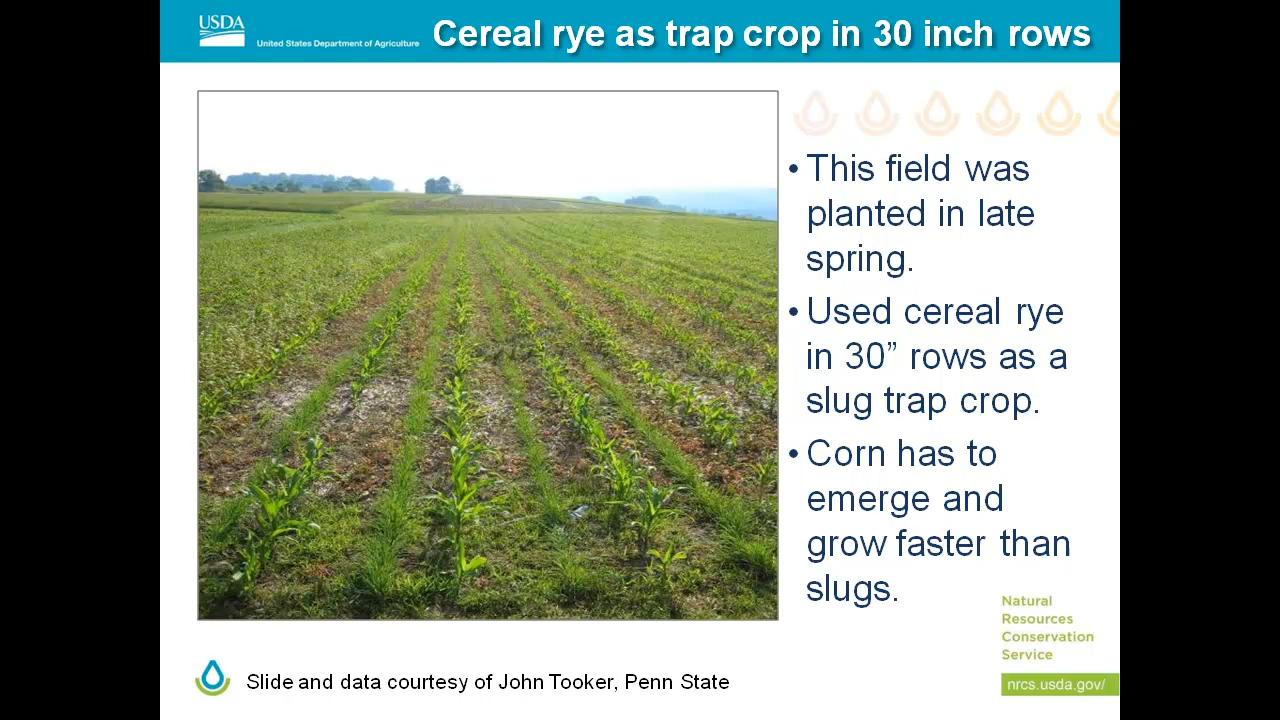 USDA
United States Department of Agriculture
Cereal rye as trap crop in 30 inch rows
• This field was
planted in late
spring.
• Used cereal rye
in 30” rows as a
slug trap crop.
• Corn has to
emerge and
grow faster than
slugs.
Natural
Resources
Conservation
Service
nrcs.usda.gov/
Slide and data courtesy of John Tooker, Penn State